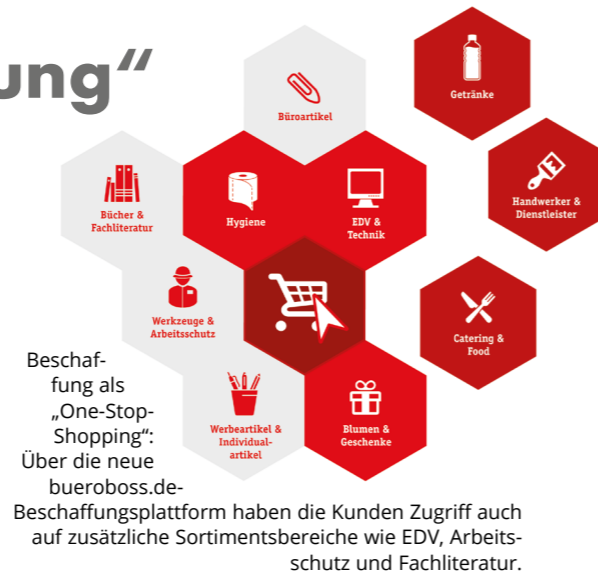 ung“
Büroartikel
Getränke
Bücher &
Fachliteratur
Hygiene
EDV &
Technik
Handwerker &
Dienstleister
Werkzeuge &
Arbeitsschutz
Catering &
Food
Werbeartikel &
Individual-
artikel
Blumen &
Geschenke
Beschaf-
fung als
„One-Stop-
Shopping“:
Über die neue
bueroboss.de-
Beschaffungsplattform haben die Kunden Zugriff auch
auf zusätzliche Sortimentsbereiche wie EDV, Arbeits-
schutz und Fachliteratur.